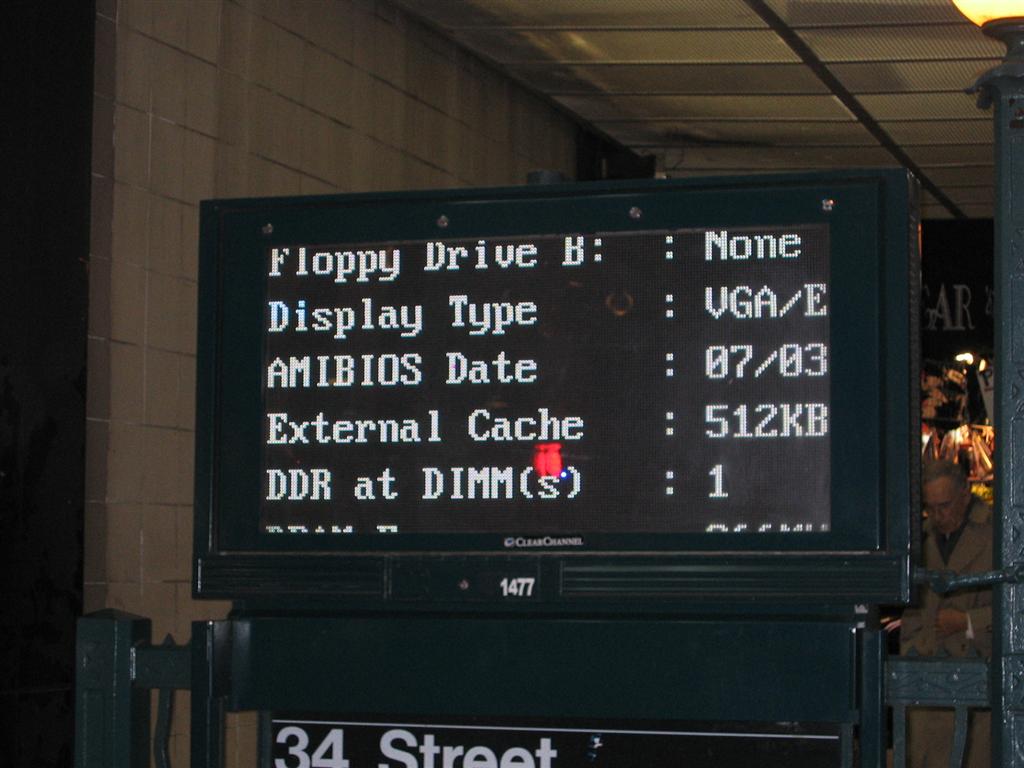 Floppy Drive B: : None
Display Type : VGA/E
AMIBIOS Date : 07/03
External Cache : 512KB
DDR at DIMM(s) : 1
CLEARCHANNEL
1477
34 Street
GAR